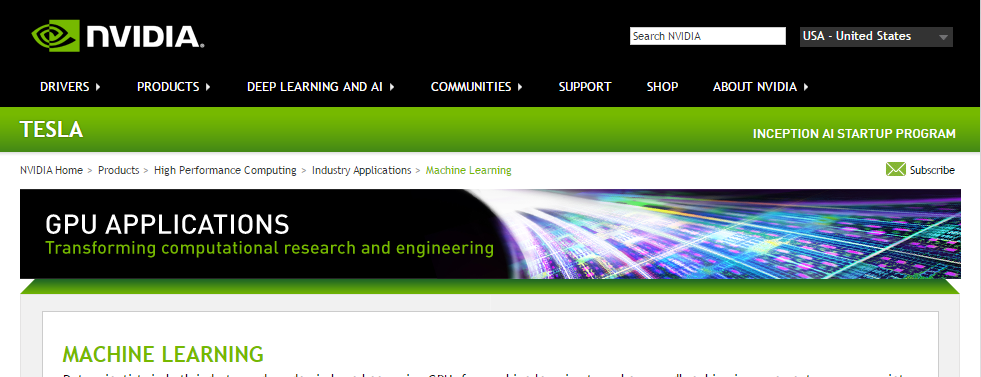 NVIDIA.
Search NVIDIA
USA - United States
DRIVERS PRODUCTS DEEP LEARNING AND AI COMMUNITIES SUPPORT SHOP ABOUT NVIDIA
TESLA
INCEPTION AI STARTUP PROGRAM
NVIDIA Home > Products > High Performance Computing > Industry Applications > Machine Learning
Subscribe
GPU APPLICATIONS
Transforming computational research and engineering
MACHINE LEARNING